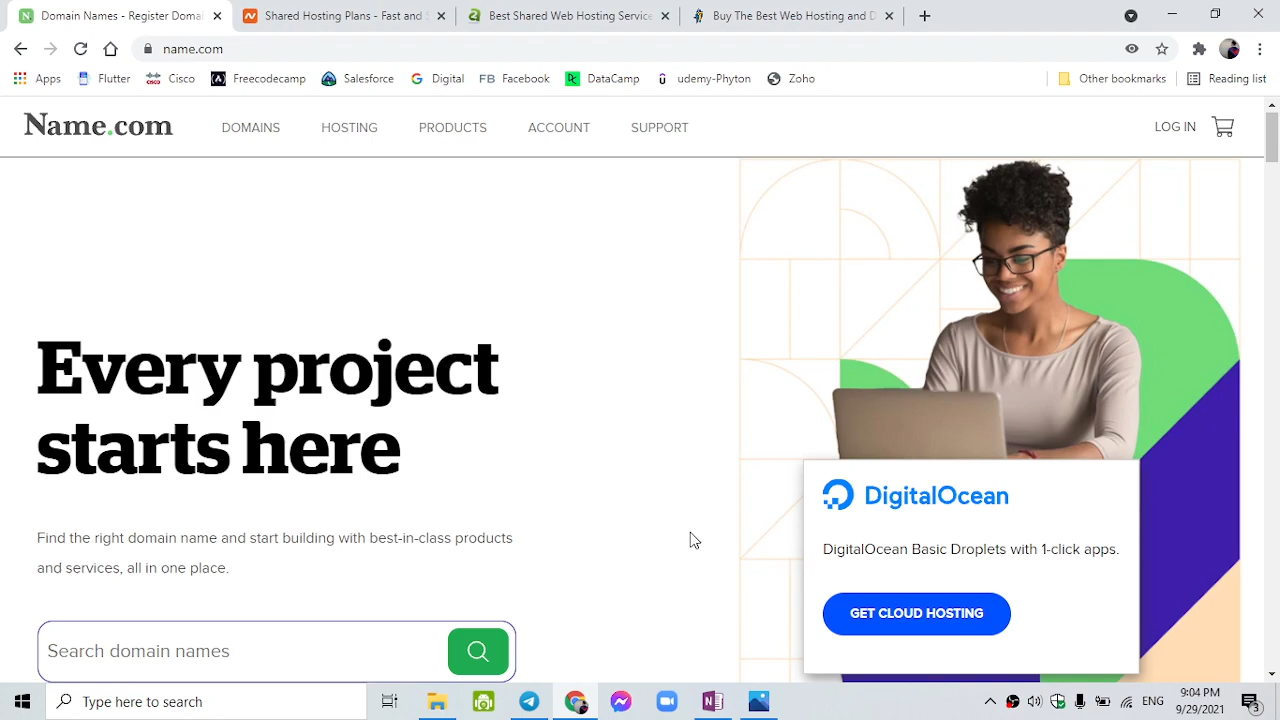 Domain Names - Registe
Shared Hosting Plans - Fast and S
Best Shared Web Hosting Service
Buy The Best Web Hosting and D
name.com
Apps
Flutter
Cisco
Freecodecamp
Salesforce
Digital
FB Facebook
DataCamp
udemy-Phyton
Zoho
Other bookmarks
Reading list
Name.com
DOMAINS
HOSTING
PRODUCTS
ACCOUNT
SUPPORT
LOG IN
Every project
starts here
Find the right domain name and start building with best-in-class products
and services, all in one place.
Search domain names
DigitalOcean
DigitalOcean Basic Droplets with 1-click apps.
GET CLOUD HOSTING
Type here to search
ENG
9:04 PM
9/29/2021
3